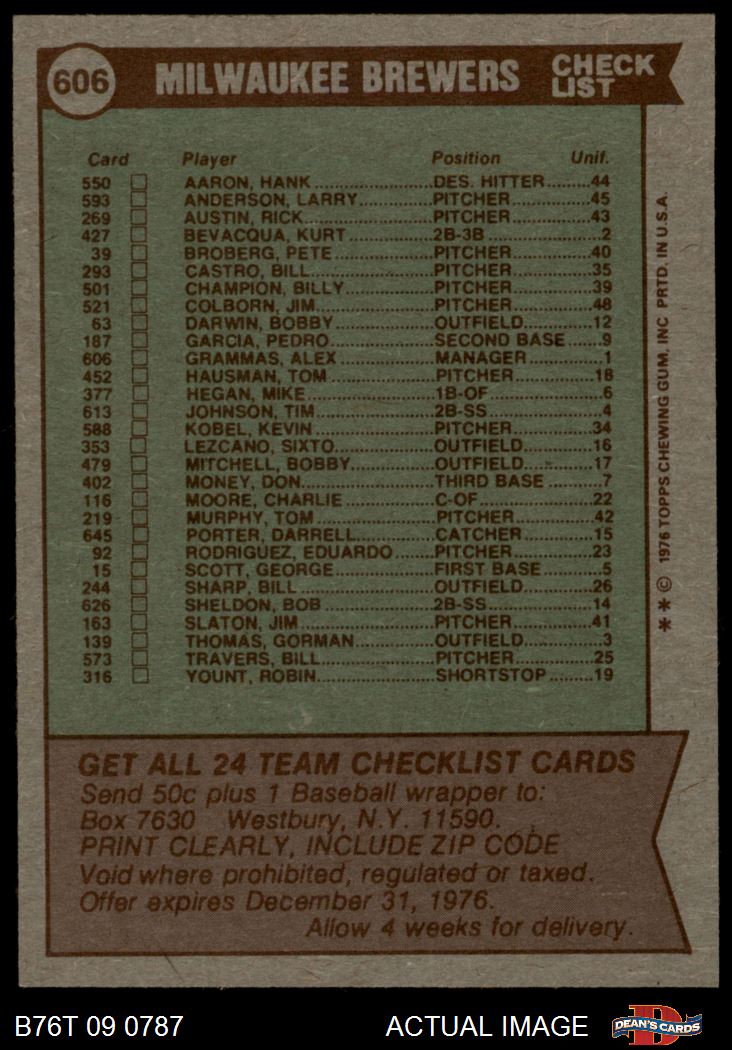 606 MILWAUKEE BREWERS CHECK LIST
Card Player Position Unif.
550 AARON, HANK DES. HITTER 44
593 ANDERSON, LARRY PITCHER 45
269 AUSTIN, RICK PITCHER 43
427 BEVACQUA, KURT 2B-3B 2
39 BROBERG, PETE PITCHER 40
293 CASTRO, BILL PITCHER 35
501 CHAMPION, BILLY PITCHER 39
521 COLBORN, JIM PITCHER 48
63 DARWIN, BOBBY OUTFIELD 12
187 GARCIA, PEDRO SECOND BASE 9
606 GRAMMAS, ALEX MANAGER 1
452 HAUSMAN, TOM PITCHER 18
377 HEGAN, MIKE 1B-OF 6
613 JOHNSON, TIM 2B-SS 4
588 KOBEL, KEVIN PITCHER 34
353 LEZCANO, SIXTO OUTFIELD 16
479 MITCHELL, BOBBY OUTFIELD 17
402 MONEY, DON THIRD BASE 7
116 MOORE, CHARLIE C-OF 22
219 MURPHY, TOM PITCHER 42
645 PORTER, DARRELL CATCHER 15
92 RODRIGUEZ, EDUARDO PITCHER 23
15 SCOTT, GEORGE FIRST BASE 5
244 SHARP, BILL OUTFIELD 26
626 SHELDON, BOB 2B-SS 14
163 SLATON, JIM PITCHER 41
139 THOMAS, GORMAN OUTFIELD 3
573 TRAVERS, BILL PITCHER 25
316 YOUNT, ROBIN SHORTSTOP 19
* * © 1976 TOPPS CHEWING GUM, INC PRTD. IN U.S.A.
GET ALL 24 TEAM CHECKLIST CARDS
Send 50c plus 1 Baseball wrapper to:
Box 7630 Westbury, N.Y. 11590.
PRINT CLEARLY, INCLUDE ZIP CODE
Void where prohibited, regulated or taxed.
Offer expires December 31, 1976.
Allow 4 weeks for delivery.
B76T 09 0787 ACTUAL IMAGE D DEAN'S CARDS